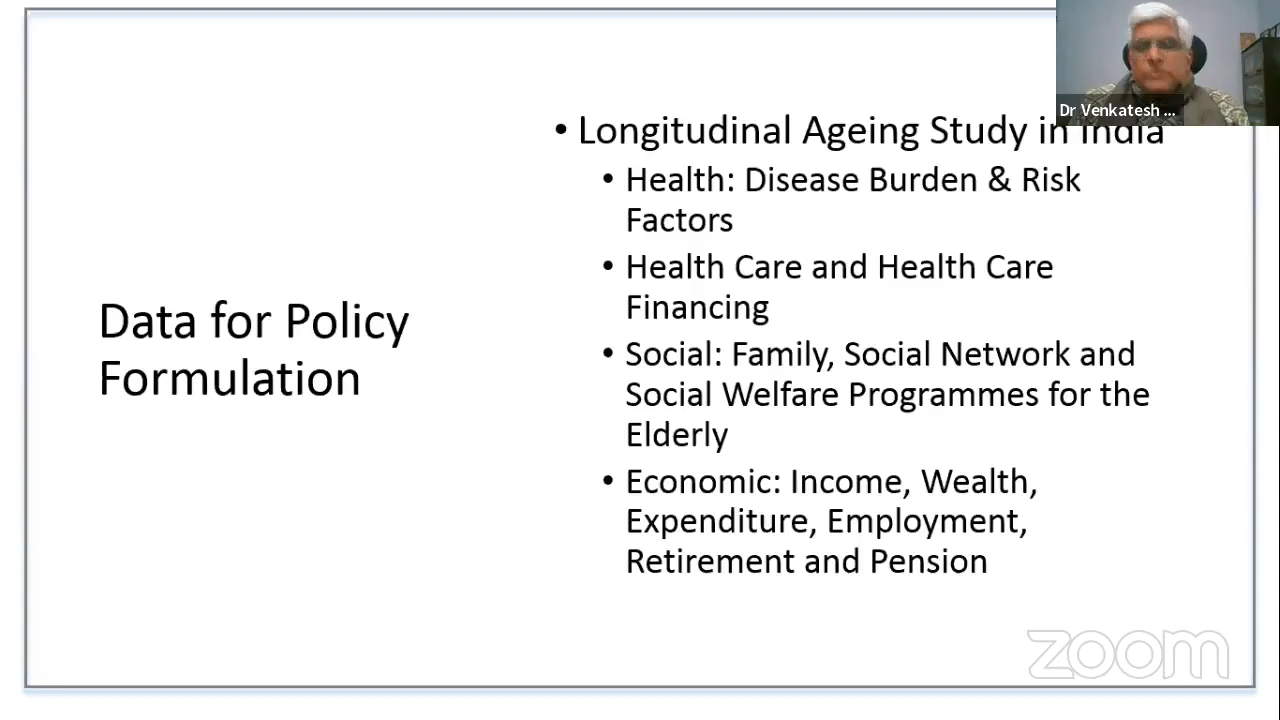 Data for Policy
Formulation
• Longitudinal Ageing Study in India
• Health: Disease Burden & Risk
Factors
• Health Care and Health Care
Financing
• Social: Family, Social Network and
Social Welfare Programmes for the
Elderly
• Economic: Income, Wealth,
Expenditure, Employment,
Retirement and Pension
Dr Venkatesh ...
zoom